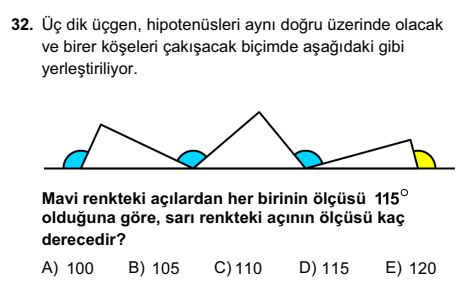 32. Üç dik üçgen, hipotenüsleri aynı doğru üzerinde olacak
ve birer köşeleri çakışacak biçimde aşağıdaki gibi
yerleştiriliyor.
Mavi renkteki açılardan her birinin ölçüsü 115°
olduğuna göre, sarı renkteki açının ölçüsü kaç
derecedir?
A) 100 B) 105 C) 110 D) 115 E) 120